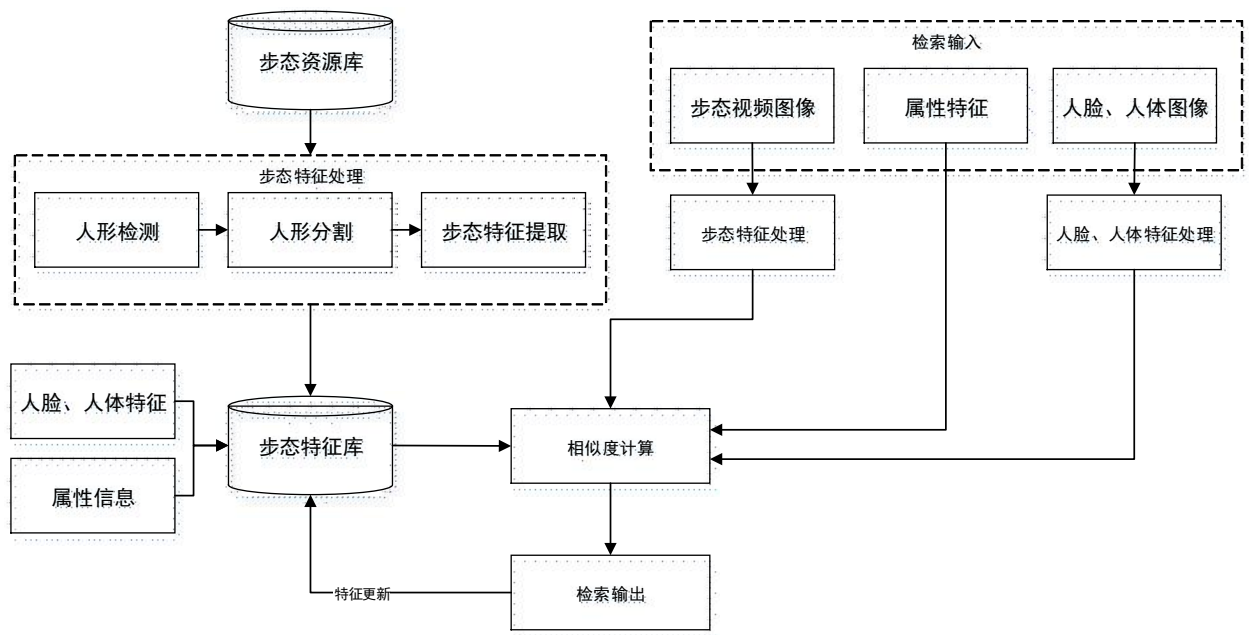 步态资源库
检索输入
步态视频图像
属性特征
人脸、人体图像
步态特征处理
人形检测
人形分割
步态特征提取
步态特征处理
人脸、人体特征处理
人脸、人体特征
属性信息
步态特征库
相似度计算
特征更新
检索输出